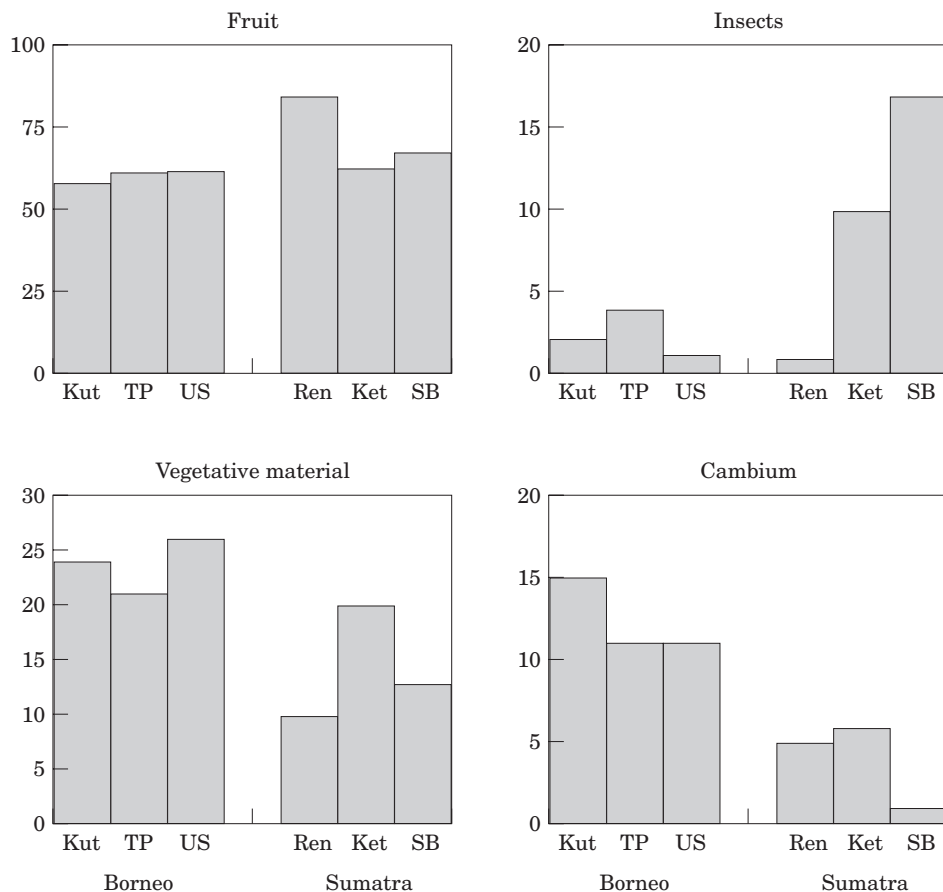 Fruit
100
75
50
25
0
Kut TP US Ren Ket SB
Insects
20
15
10
5
0
Kut TP US Ren Ket SB
Vegetative material
30
25
20
15
10
5
0
Kut TP US Ren Ket SB
Borneo Sumatra
Cambium
20
15
10
5
0
Kut TP US Ren Ket SB
Borneo Sumatra